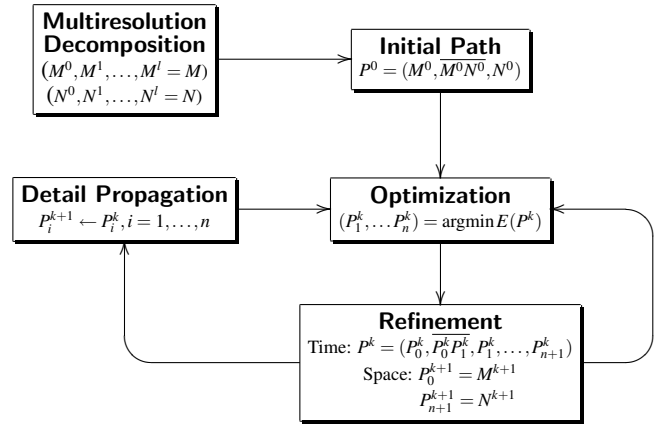 Multiresolution
Decomposition
(M^0, M^1, ..., M^l = M)
(N^0, N^1, ..., N^l = N)
Initial Path
P^0 = (M^0, \overline{M^0N^0}, N^0)
Detail Propagation
P_i^{k+1} ← P_i^k, i = 1, ..., n
Optimization
(P_1^k, ... P_n^k) = argmin E(P^k)
Refinement
Time: P^k = (P_0^k, \overline{P_0^k P_1^k}, P_1^k, ..., P_{n+1}^k)
Space: P_0^{k+1} = M^{k+1}
P_{n+1}^{k+1} = N^{k+1}